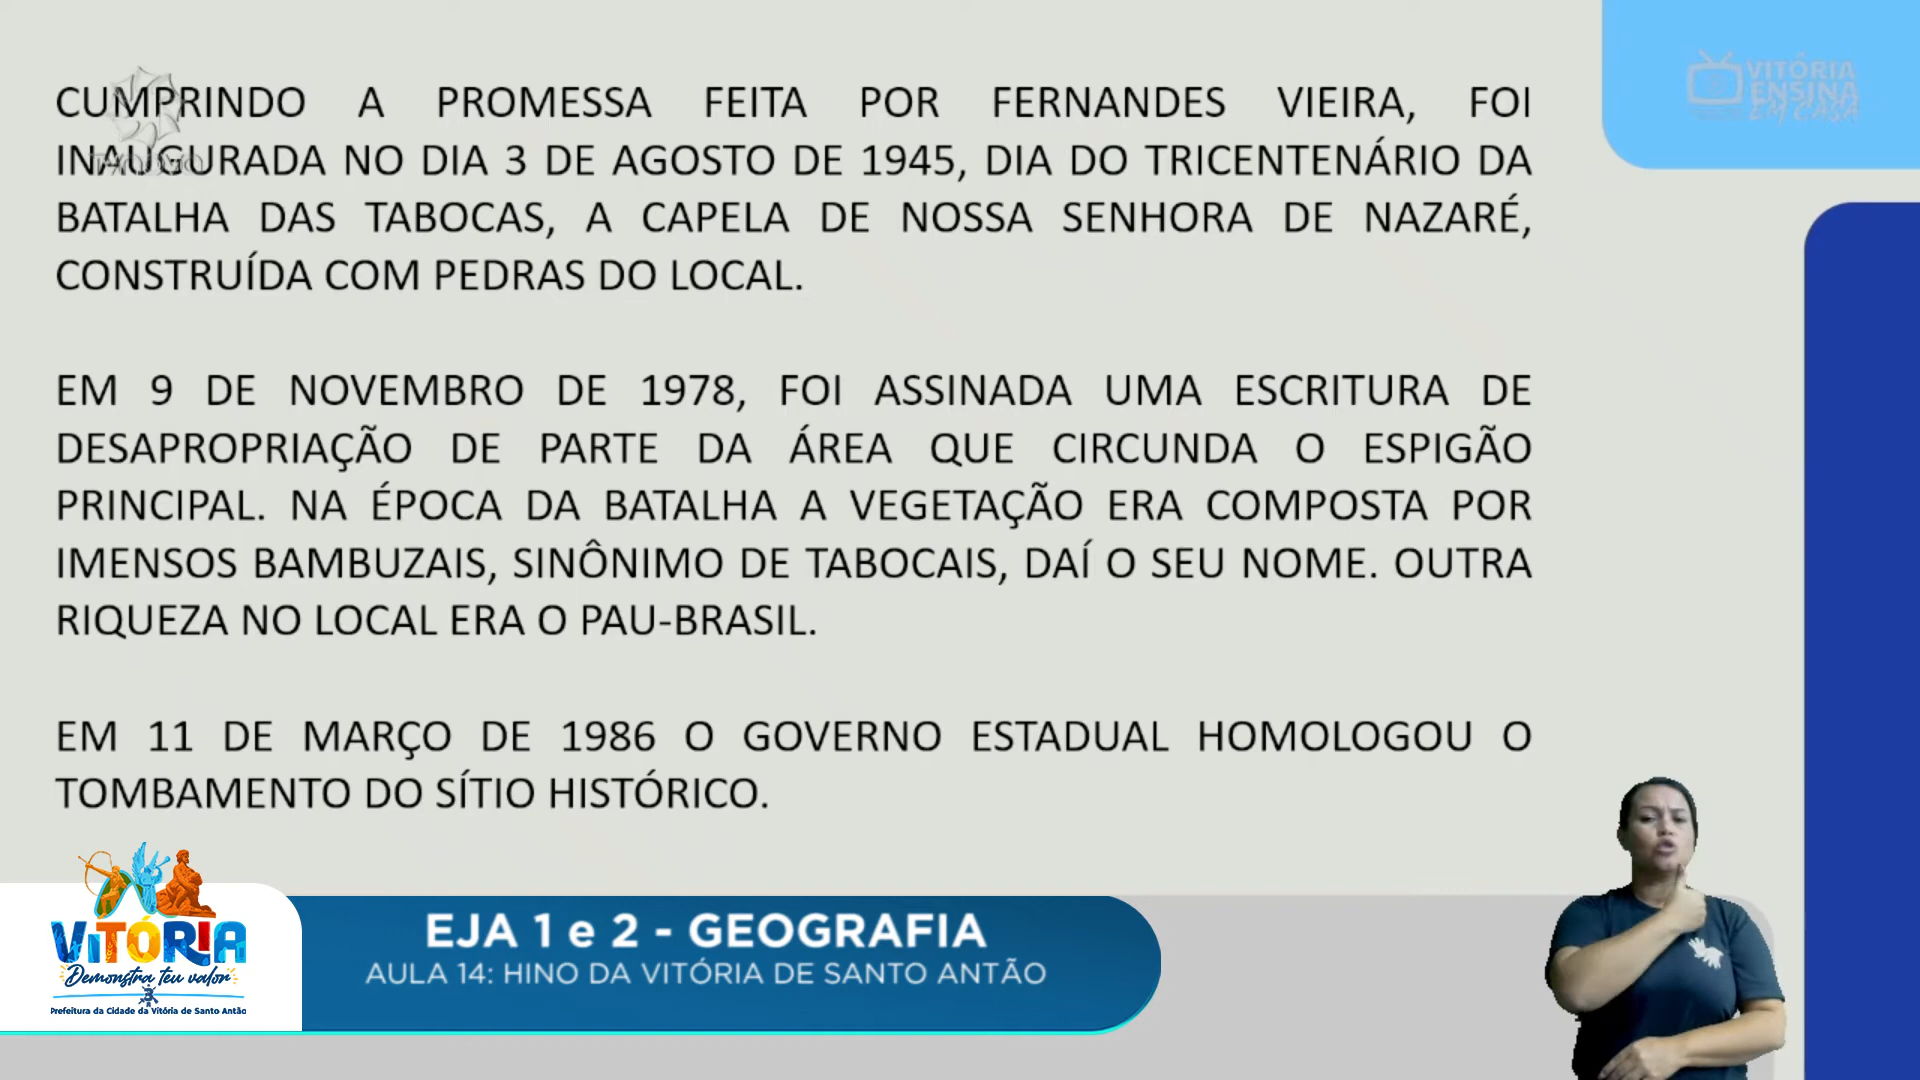 CUMPRINDO A PROMESSA FEITA POR FERNANDES VIEIRA, FOI
INAUGURADA NO DIA 3 DE AGOSTO DE 1945, DIA DO TRICENTENÁRIO DA
BATALHA DAS TABOCAS, A CAPELA DE NOSSA SENHORA DE NAZARÉ,
CONSTRUÍDA COM PEDRAS DO LOCAL.
EM 9 DE NOVEMBRO DE 1978, FOI ASSINADA UMA ESCRITURA DE
DESAPROPRIAÇÃO DE PARTE DA ÁREA QUE CIRCUNDA O ESPIGÃO
PRINCIPAL. NA ÉPOCA DA BATALHA A VEGETAÇÃO ERA COMPOSTA POR
IMENSOS BAMBUZAIS, SINÔNIMO DE TABOCAIS, DAÍ O SEU NOME. OUTRA
RIQUEZA NO LOCAL ERA O PAU-BRASIL.
EM 11 DE MARÇO DE 1986 O GOVERNO ESTADUAL HOMOLOGOU O
TOMBAMENTO DO SÍTIO HISTÓRICO.
VITÓRIA
ENSINA
EM CASA
VITÓRIA
Demonstra teu valor
Prefeitura da Cidade da Vitória de Santo Antão
EJA 1 e 2 - GEOGRAFIA
AULA 14: HINO DA VITÓRIA DE SANTO ANTÃO